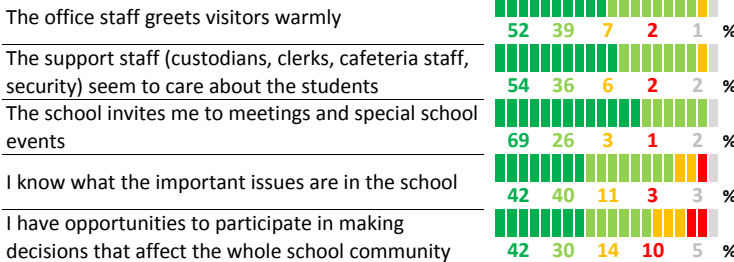 The office staff greets visitors warmly
52 39 7 2 1 %
The support staff (custodians, clerks, cafeteria staff,
security) seem to care about the students
54 36 6 2 2 %
The school invites me to meetings and special school
events
69 26 3 1 2 %
I know what the important issues are in the school
42 40 11 3 3 %
I have opportunities to participate in making
decisions that affect the whole school community
42 30 14 10 5 %